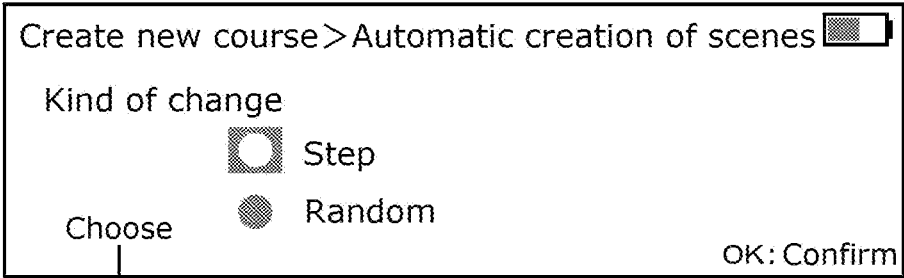 Create new course>Automatic creation of scenes
Kind of change
Step
Random
Choose
OK: Confirm